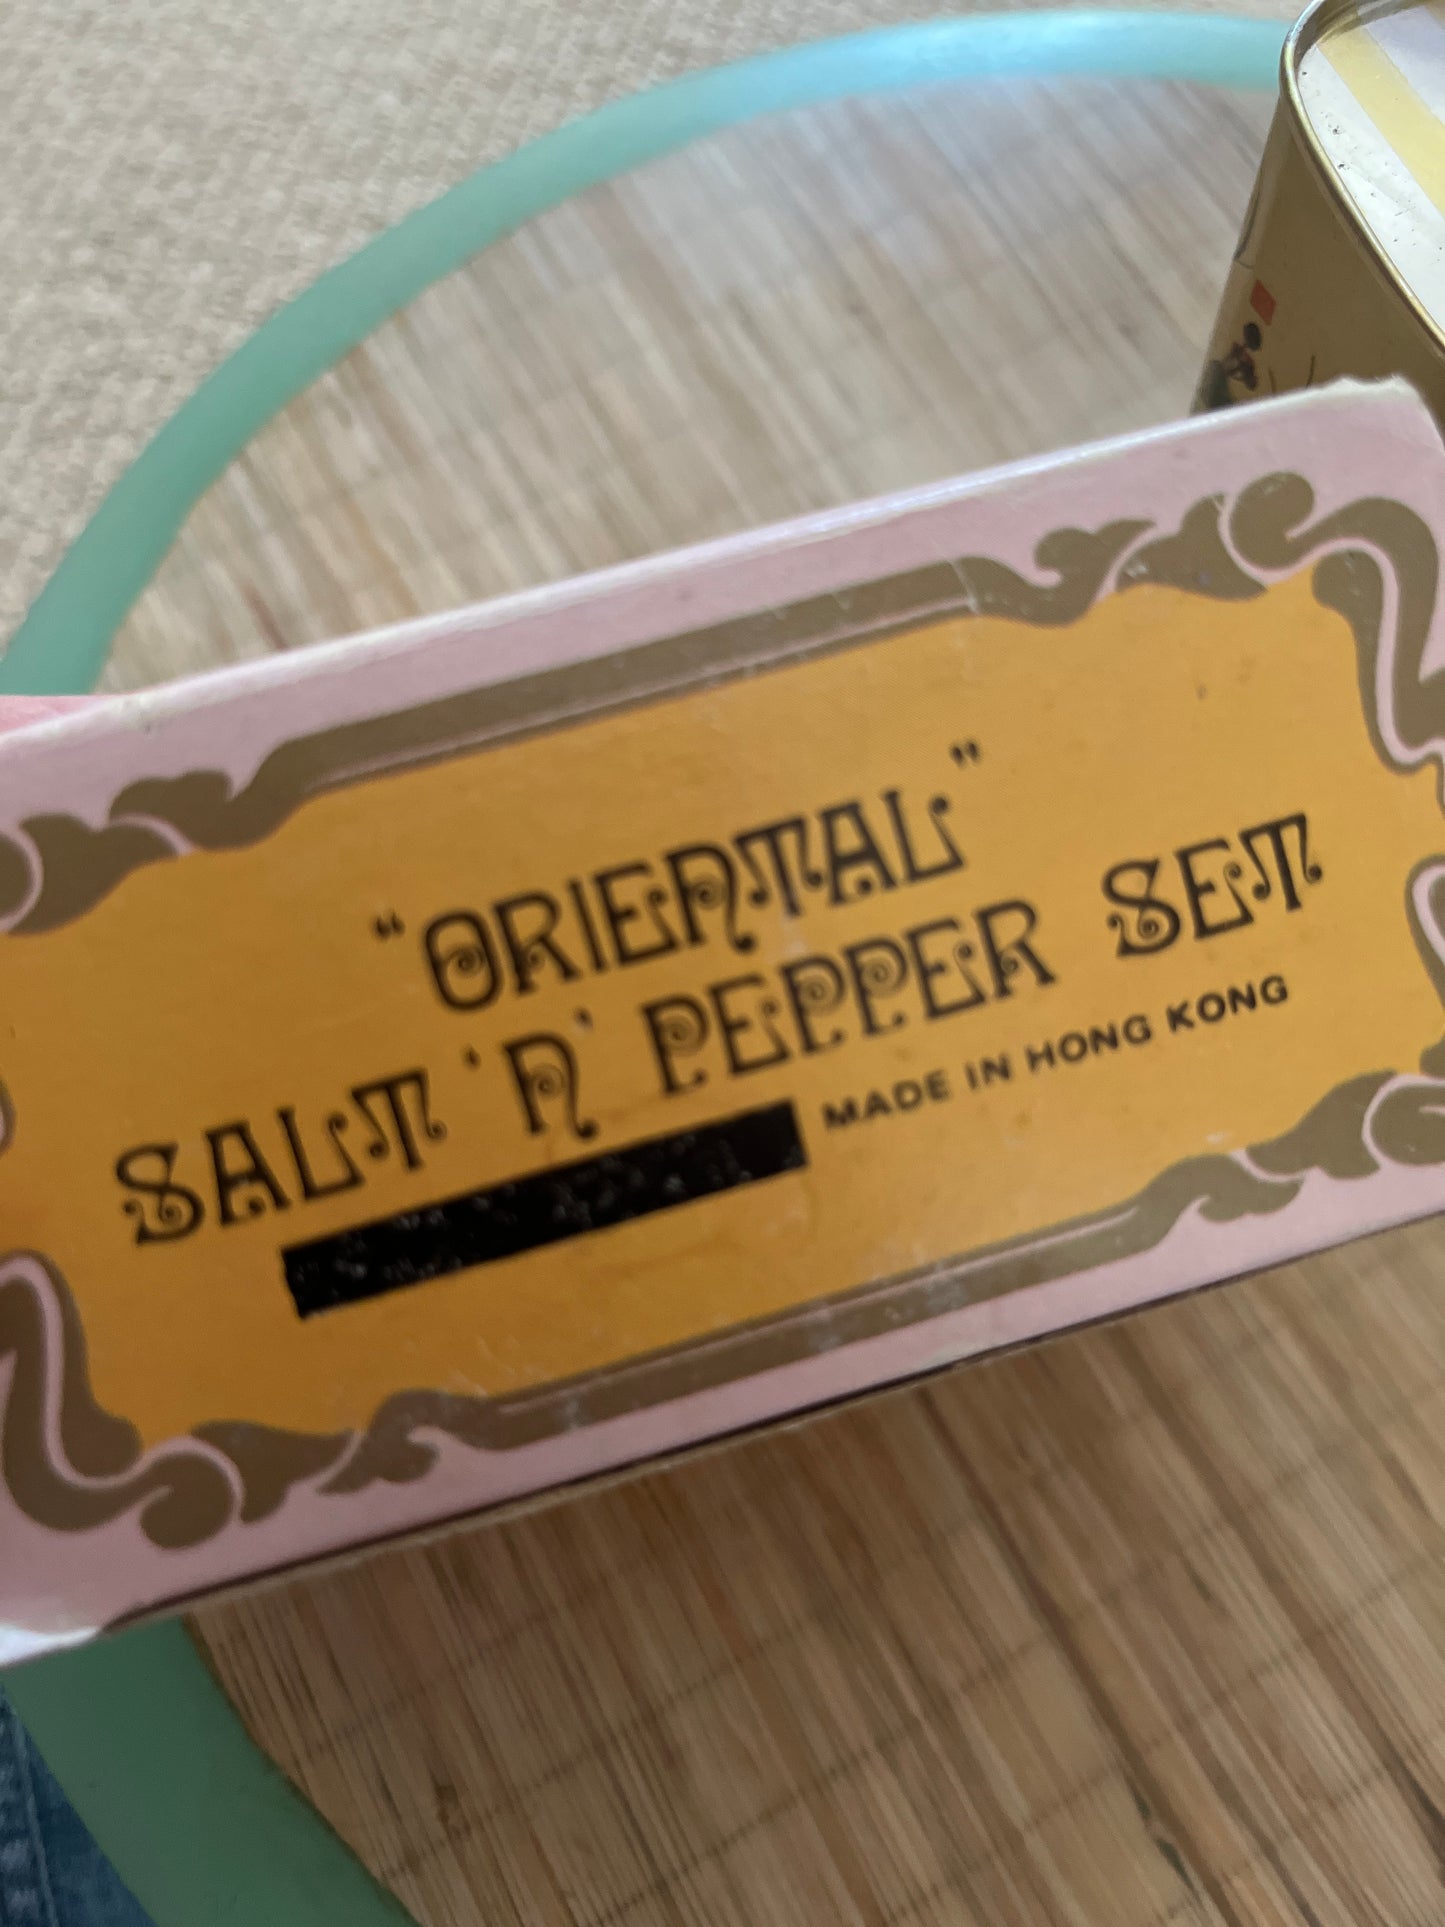 "ORIENTAL"
SALT 'N' PEPPER SET
MADE IN HONG KONG